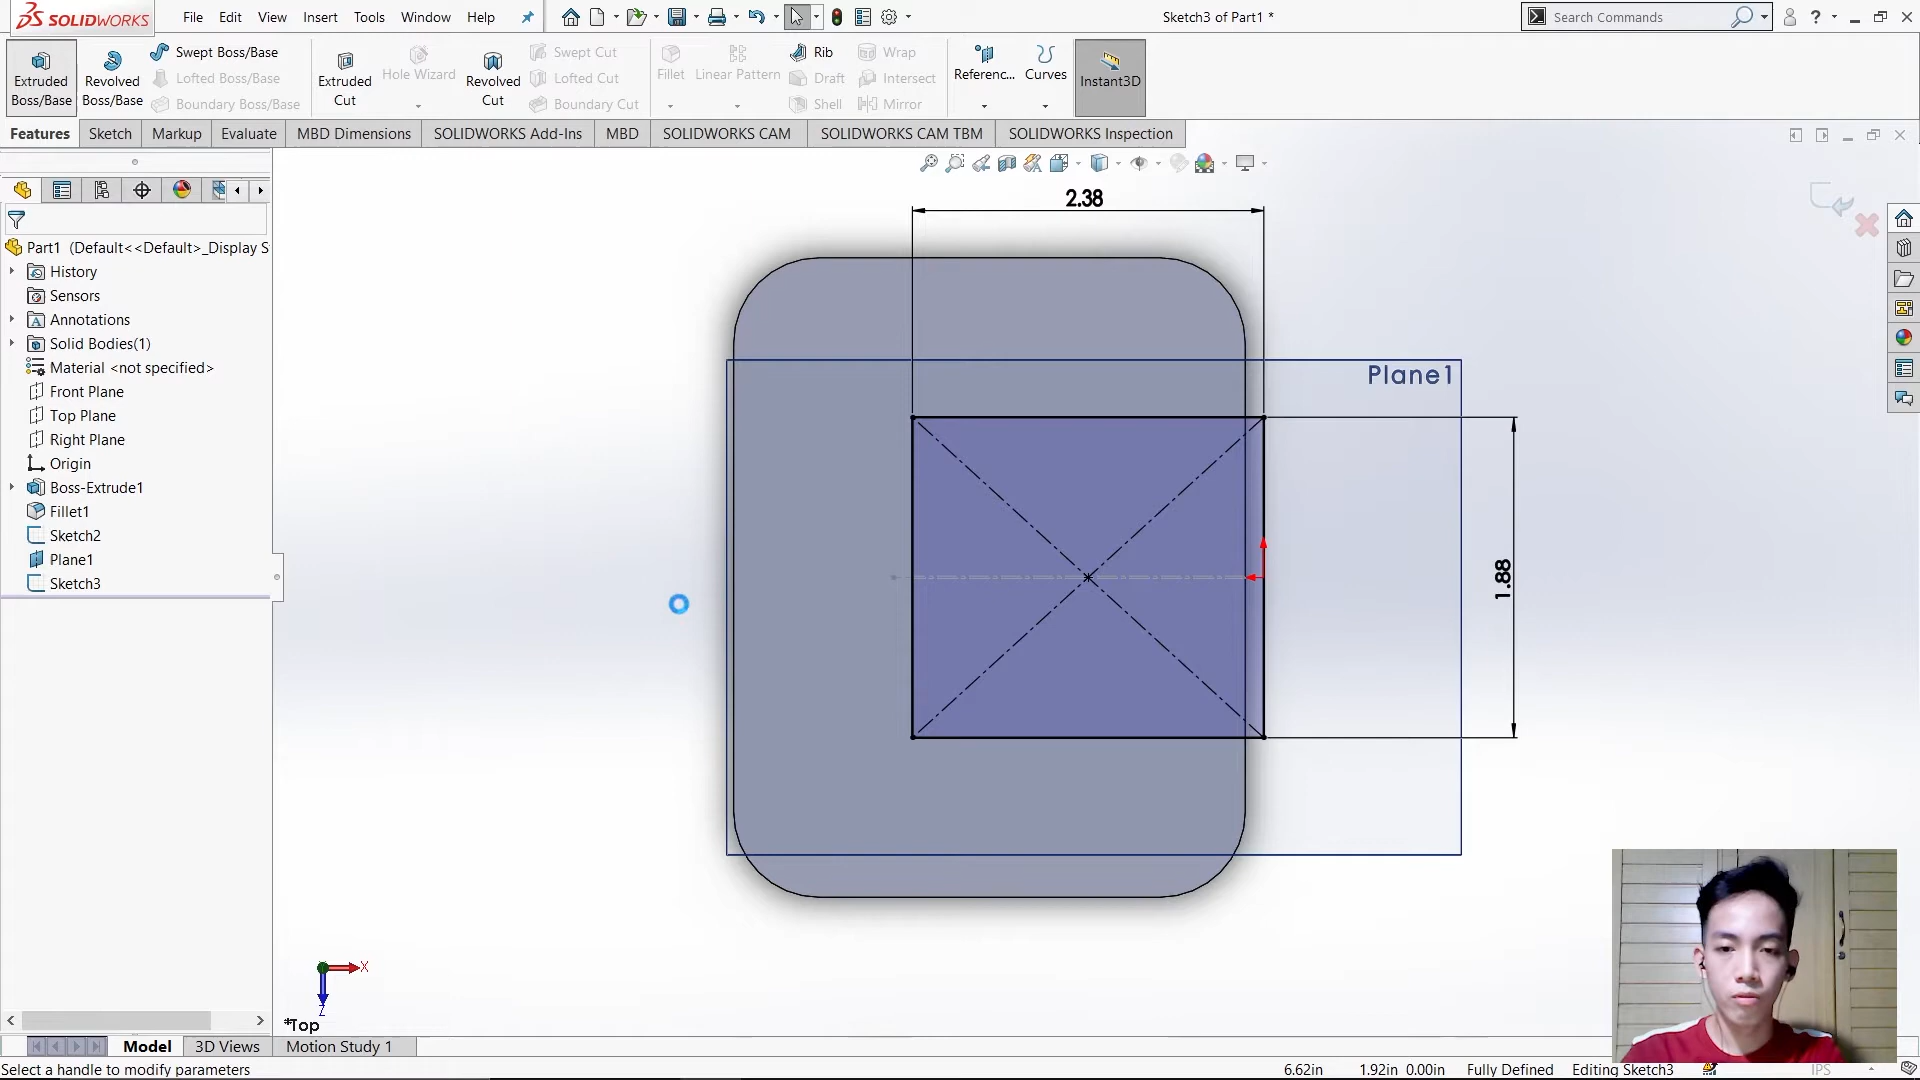 SOLIDWORKS File Edit View Insert Tools Window Help Sketch3 of Part1 * Search Commands ?
Extruded Boss/Base
Revolved Boss/Base
Swept Boss/Base
Lofted Boss/Base
Boundary Boss/Base
Extruded Cut
Hole Wizard
Revolved Cut
Swept Cut
Lofted Cut
Boundary Cut
Fillet
Linear Pattern
Rib
Draft
Shell
Wrap
Intersect
Mirror
Referenc...
Curves
Instant3D
Features Sketch Markup Evaluate MBD Dimensions SOLIDWORKS Add-Ins MBD SOLIDWORKS CAM SOLIDWORKS CAM TBM SOLIDWORKS Inspection
Part1 (Default<<Default>_Display S
History
Sensors
Annotations
Solid Bodies(1)
Material <not specified>
Front Plane
Top Plane
Right Plane
Origin
Boss-Extrude1
Fillet1
Sketch2
Plane1
Sketch3
2.38
Plane1
1.88
X
Z
*Top
Model 3D Views Motion Study 1
Select a handle to modify parameters 6.62in 1.92in 0.00in Fully Defined Editing Sketch3 IPS